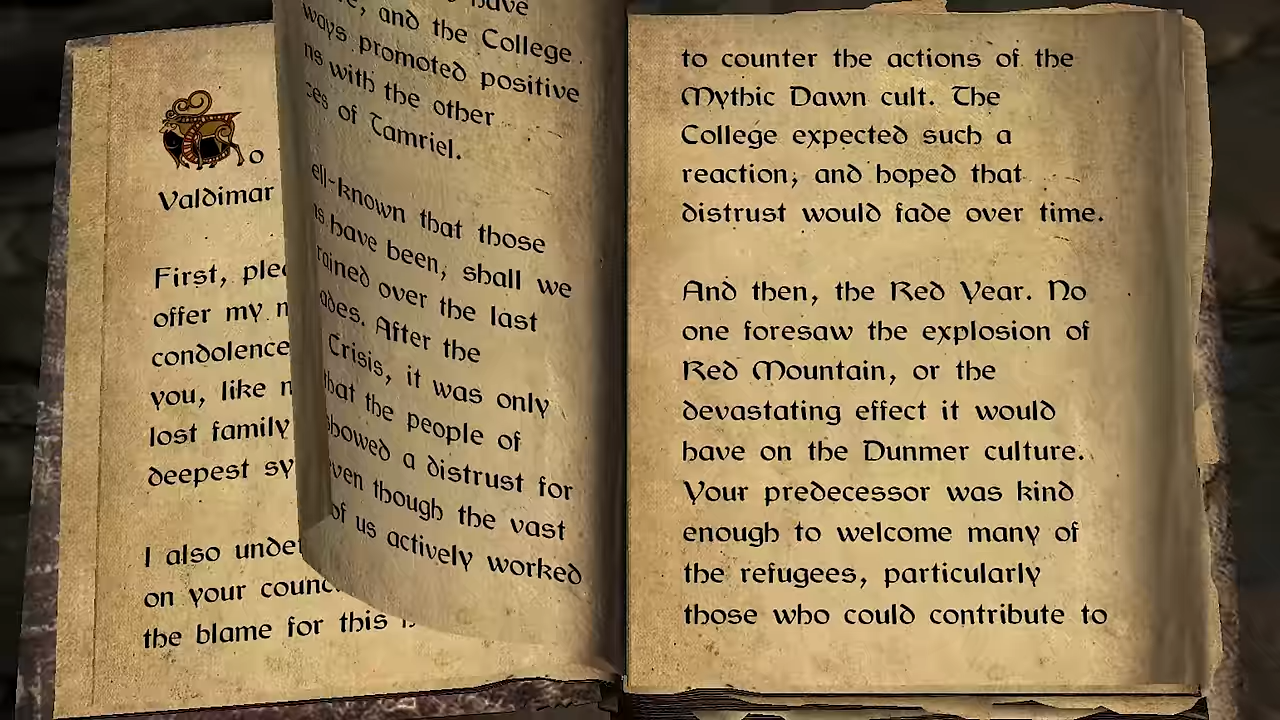 o
Valdimar
First,
offer my
condolence
you, like
lost family
deepest
I also
on your
the blame for this
have
and the College
promoted positive
with the other
of Tamriel.
known that those
have been, shall we
over the last
After the
Crisis, it was only
that the people of
showed a distrust for
even though the vast
of us actively worked
to counter the actions of the
Mythic Dawn cult. The
College expected such a
reaction, and hoped that
distrust would fade over time.
And then, the Red Year. No
one foresaw the explosion of
Red Mountain, or the
devastating effect it would
have on the Dunmer culture.
Your predecessor was kind
enough to welcome many of
the refugees, particularly
those who could contribute to